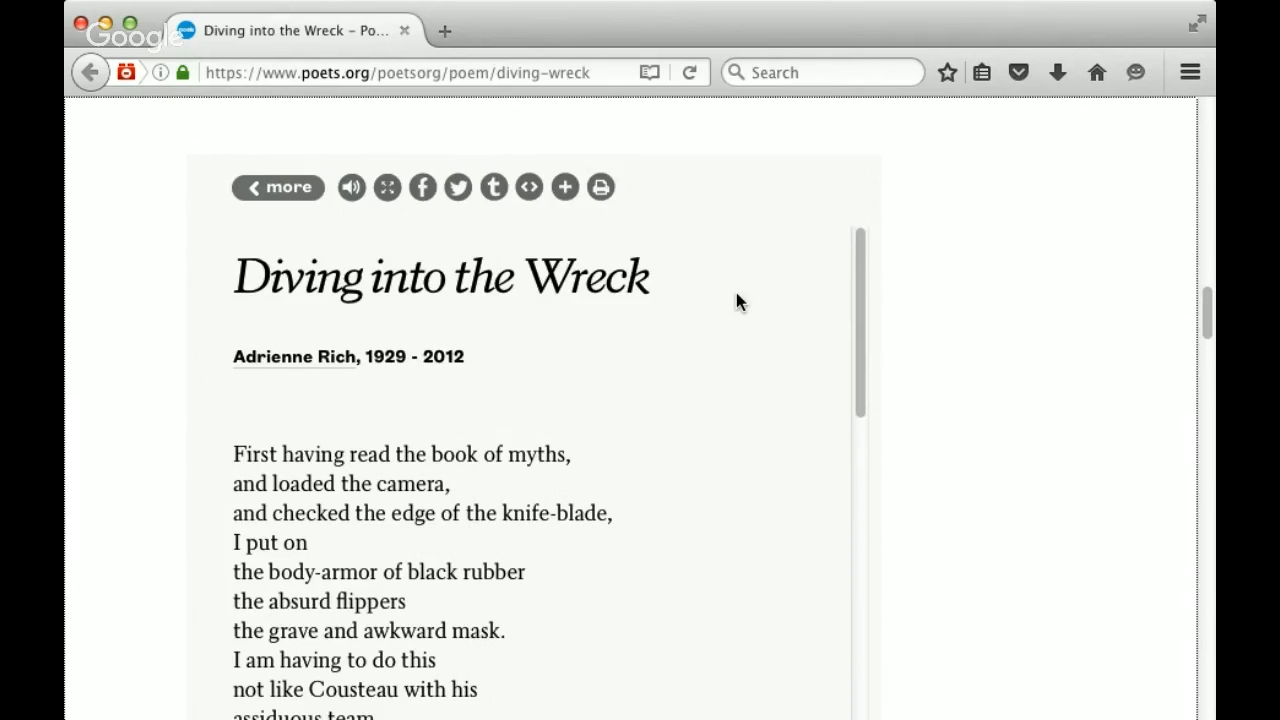 Google
Diving into the Wreck – Po...
https://www.poets.org/poetsorg/poem/diving-wreck
Search
more
Diving into the Wreck
Adrienne Rich, 1929 - 2012
First having read the book of myths,
and loaded the camera,
and checked the edge of the knife-blade,
I put on
the body-armor of black rubber
the absurd flippers
the grave and awkward mask.
I am having to do this
not like Cousteau with his
assiduous team